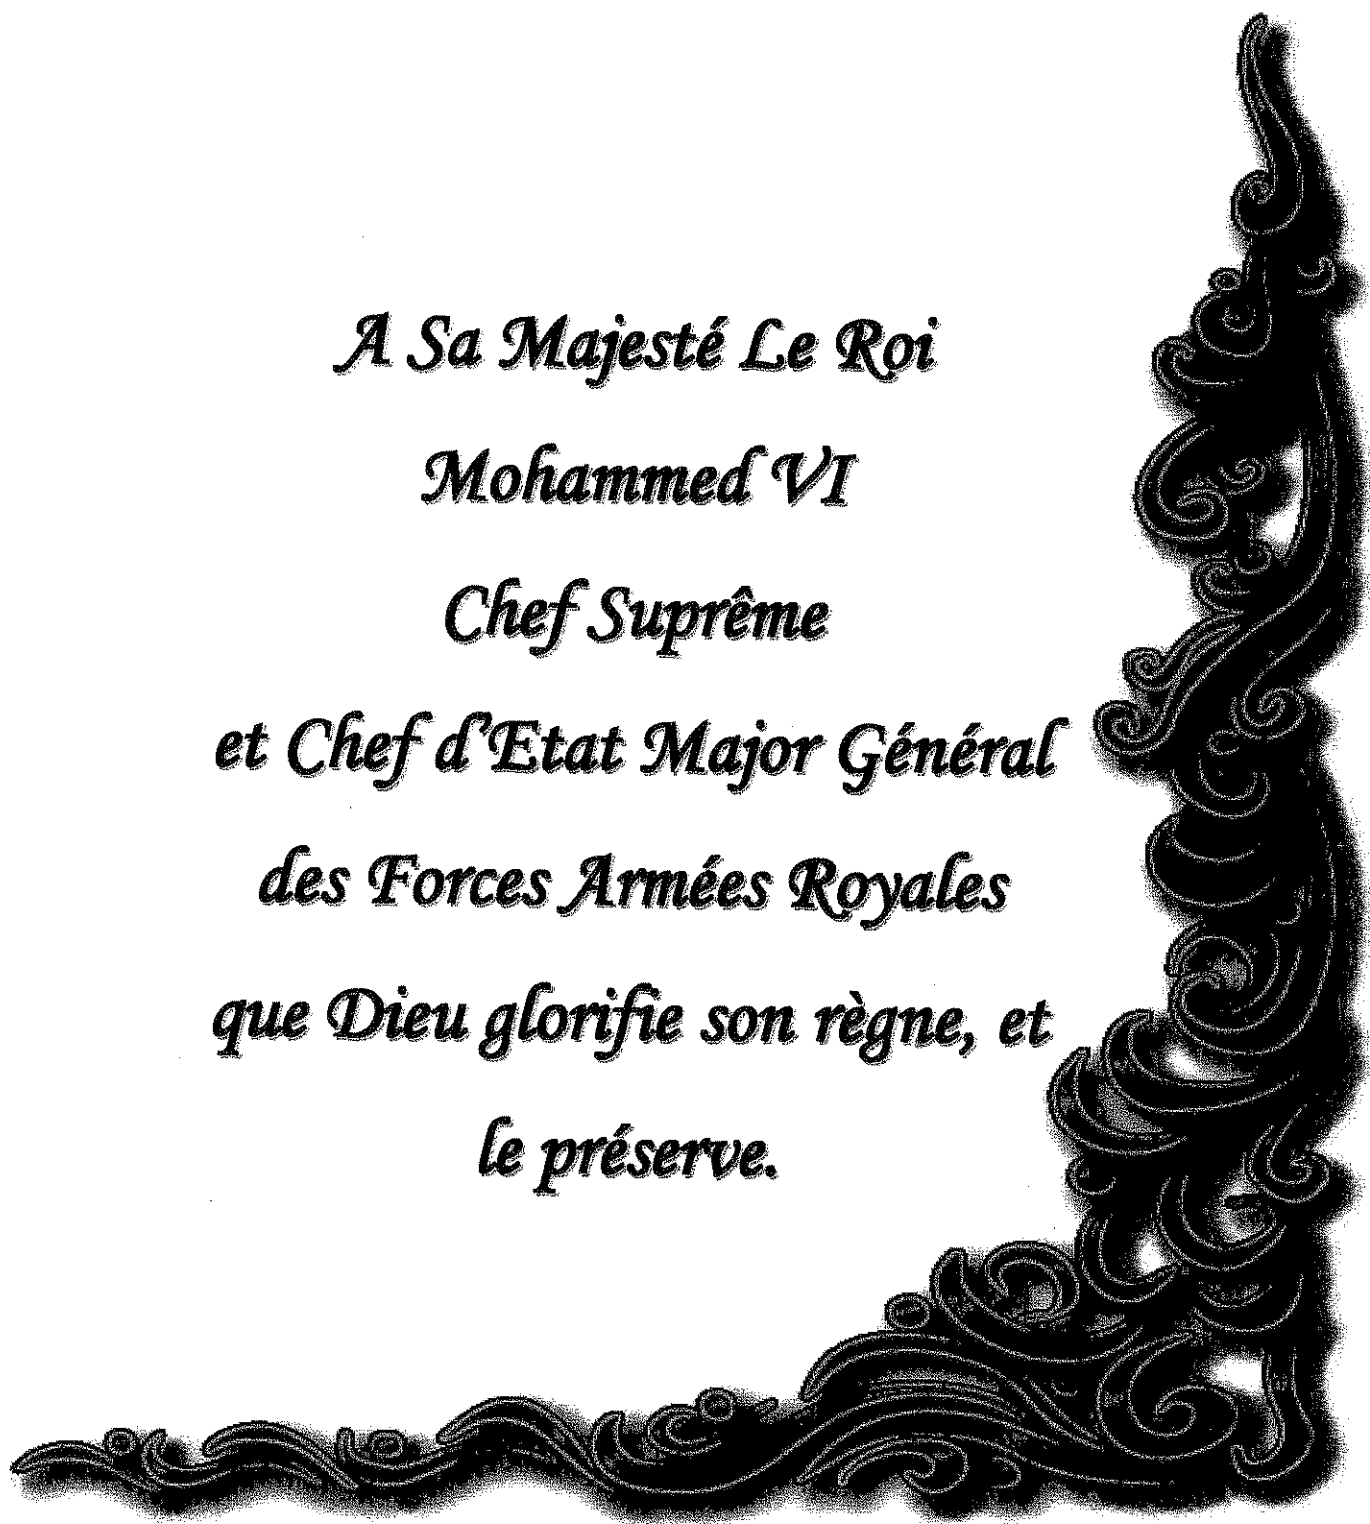 A Sa Majesté Le Roi
Mohammed VI
Chef Suprême
et Chef d'Etat Major Général
des Forces Armées Royales
que Dieu glorifie son règne, et
le préserve.